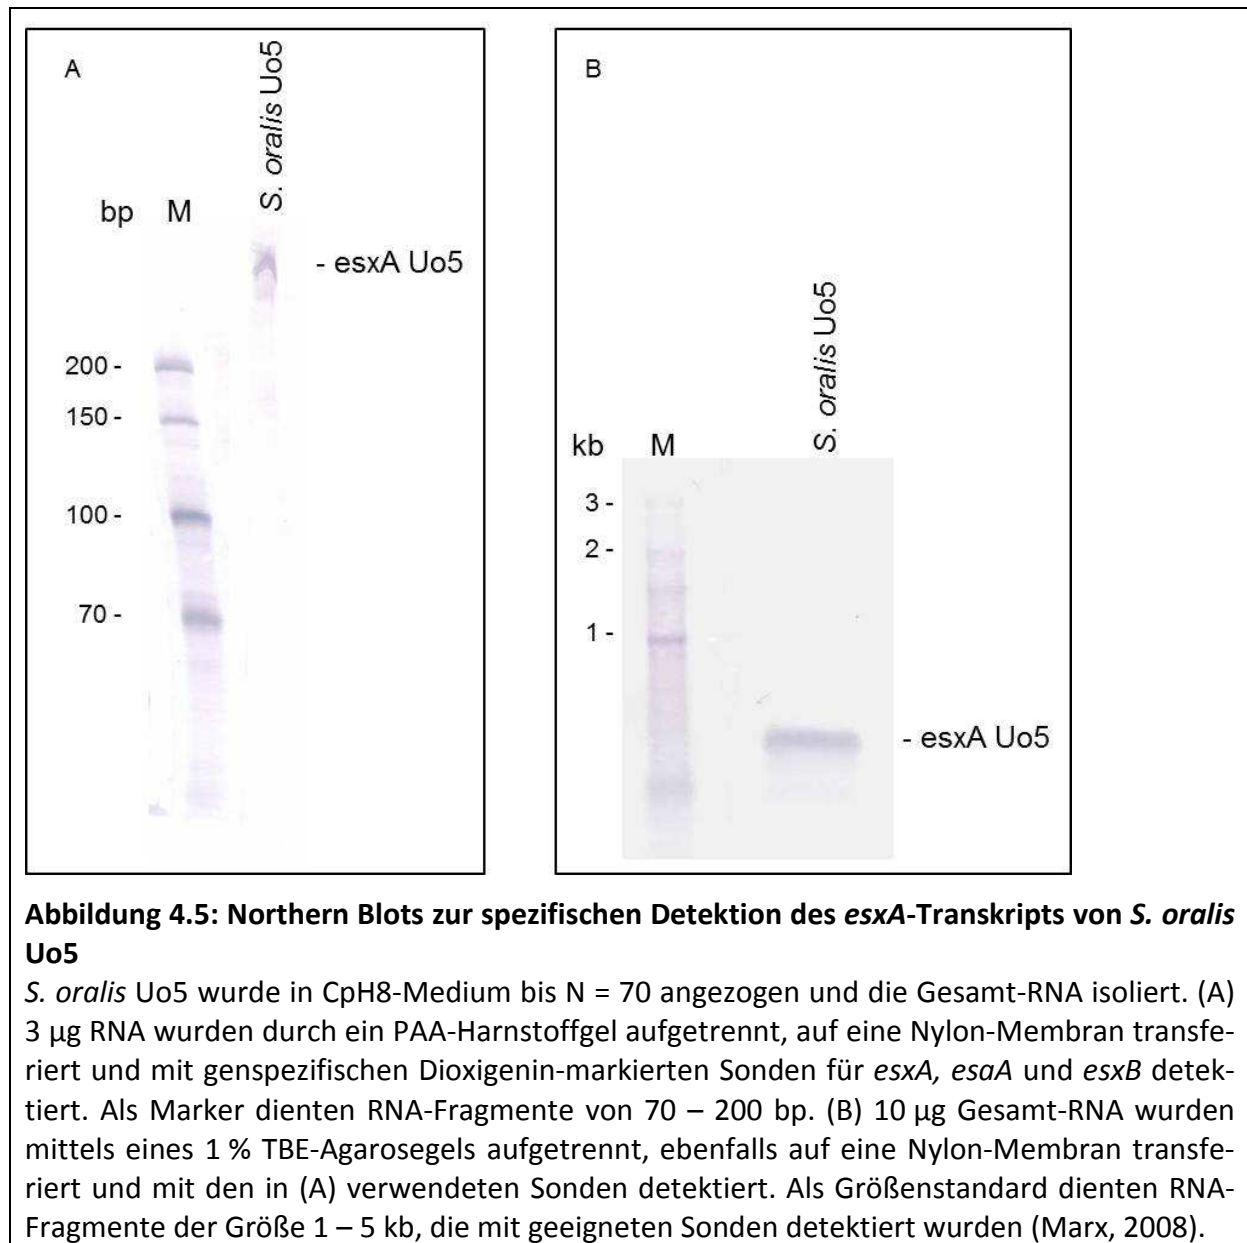 A
S. oralis Uo5
bp M
- esxA Uo5
200 -
150 -
100 -
70 -
B
S. oralis Uo5
kb M
3 -
2 -
1 -
- esxA Uo5
Abbildung 4.5: Northern Blots zur spezifischen Detektion des esxA-Transkripts von S. oralis
Uo5
S. oralis Uo5 wurde in CpH8-Medium bis N = 70 angezogen und die Gesamt-RNA isoliert. (A)
3 µg RNA wurden durch ein PAA-Harnstoffgel aufgetrennt, auf eine Nylon-Membran transfe-
riert und mit genspezifischen Dioxigenin-markierten Sonden für esxA, esaA und esxB detek-
tiert. Als Marker dienten RNA-Fragmente von 70 – 200 bp. (B) 10 µg Gesamt-RNA wurden
mittels eines 1 % TBE-Agarosegels aufgetrennt, ebenfalls auf eine Nylon-Membran transfe-
riert und mit den in (A) verwendeten Sonden detektiert. Als Größenstandard dienten RNA-
Fragmente der Größe 1 – 5 kb, die mit geeigneten Sonden detektiert wurden (Marx, 2008).